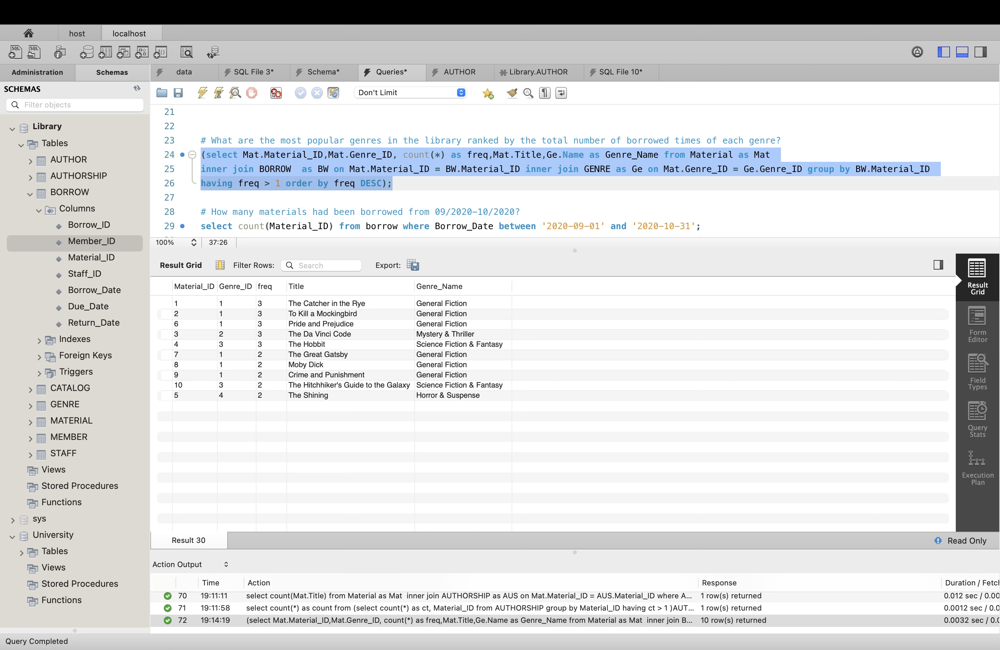 host localhost
SQL SQL
Administration Schemas
data SQL File 3* Schema* Queries* AUTHOR Library.AUTHOR SQL File 10*
SCHEMAS
Filter objects
Don't Limit
Library
Tables
AUTHOR
AUTHORSHIP
BORROW
Columns
Borrow_ID
Member_ID
Material_ID
Staff_ID
Borrow_Date
Due_Date
Return_Date
Indexes
Foreign Keys
Triggers
CATALOG
GENRE
MATERIAL
MEMBER
STAFF
Views
Stored Procedures
Functions
sys
University
Tables
Views
Stored Procedures
Functions
21
22
23 # What are the most popular genres in the library ranked by the total number of borrowed times of each genre?
24 (select Mat.Material_ID,Mat.Genre_ID, count(*) as freq,Mat.Title,Ge.Name as Genre_Name from Material as Mat
25 inner join BORROW  as BW on Mat.Material_ID = BW.Material_ID inner join GENRE as Ge on Mat.Genre_ID = Ge.Genre_ID group by BW.Material_ID
26 having freq > 1 order by freq DESC);
27
28 # How many materials had been borrowed from 09/2020-10/2020?
29 select count(Material_ID) from borrow where Borrow_Date between '2020-09-01' and '2020-10-31';
100% 37:26
Result Grid Filter Rows: Search Export:
Material_ID Genre_ID freq Title Genre_Name
1 1 3 The Catcher in the Rye General Fiction
2 1 3 To Kill a Mockingbird General Fiction
6 1 3 Pride and Prejudice General Fiction
3 2 3 The Da Vinci Code Mystery & Thriller
4 3 3 The Hobbit Science Fiction & Fantasy
7 1 2 The Great Gatsby General Fiction
8 1 2 Moby Dick General Fiction
9 1 2 Crime and Punishment General Fiction
10 3 2 The Hitchhiker's Guide to the Galaxy Science Fiction & Fantasy
5 4 2 The Shining Horror & Suspense
Result
Grid
Form
Editor
Field
Types
Query
Stats
Execution
Plan
Result 30 Read Only
Action Output
Time Action Response Duration / Fetch
70 19:11:11 select count(Mat.Title) from Material as Mat  inner join AUTHORSHIP as AUS on Mat.Material_ID = AUS.Material_ID where A... 1 row(s) returned 0.012 sec / 0.00
71 19:11:58 select count(*) as count from (select count(*) as ct, Material_ID from AUTHORSHIP group by Material_ID having ct > 1 )AUT... 1 row(s) returned 0.0012 sec / 0.0
72 19:14:19 (select Mat.Material_ID,Mat.Genre_ID, count(*) as freq,Mat.Title,Ge.Name as Genre_Name from Material as Mat  inner join B... 10 row(s) returned 0.0032 sec / 0.0
Query Completed